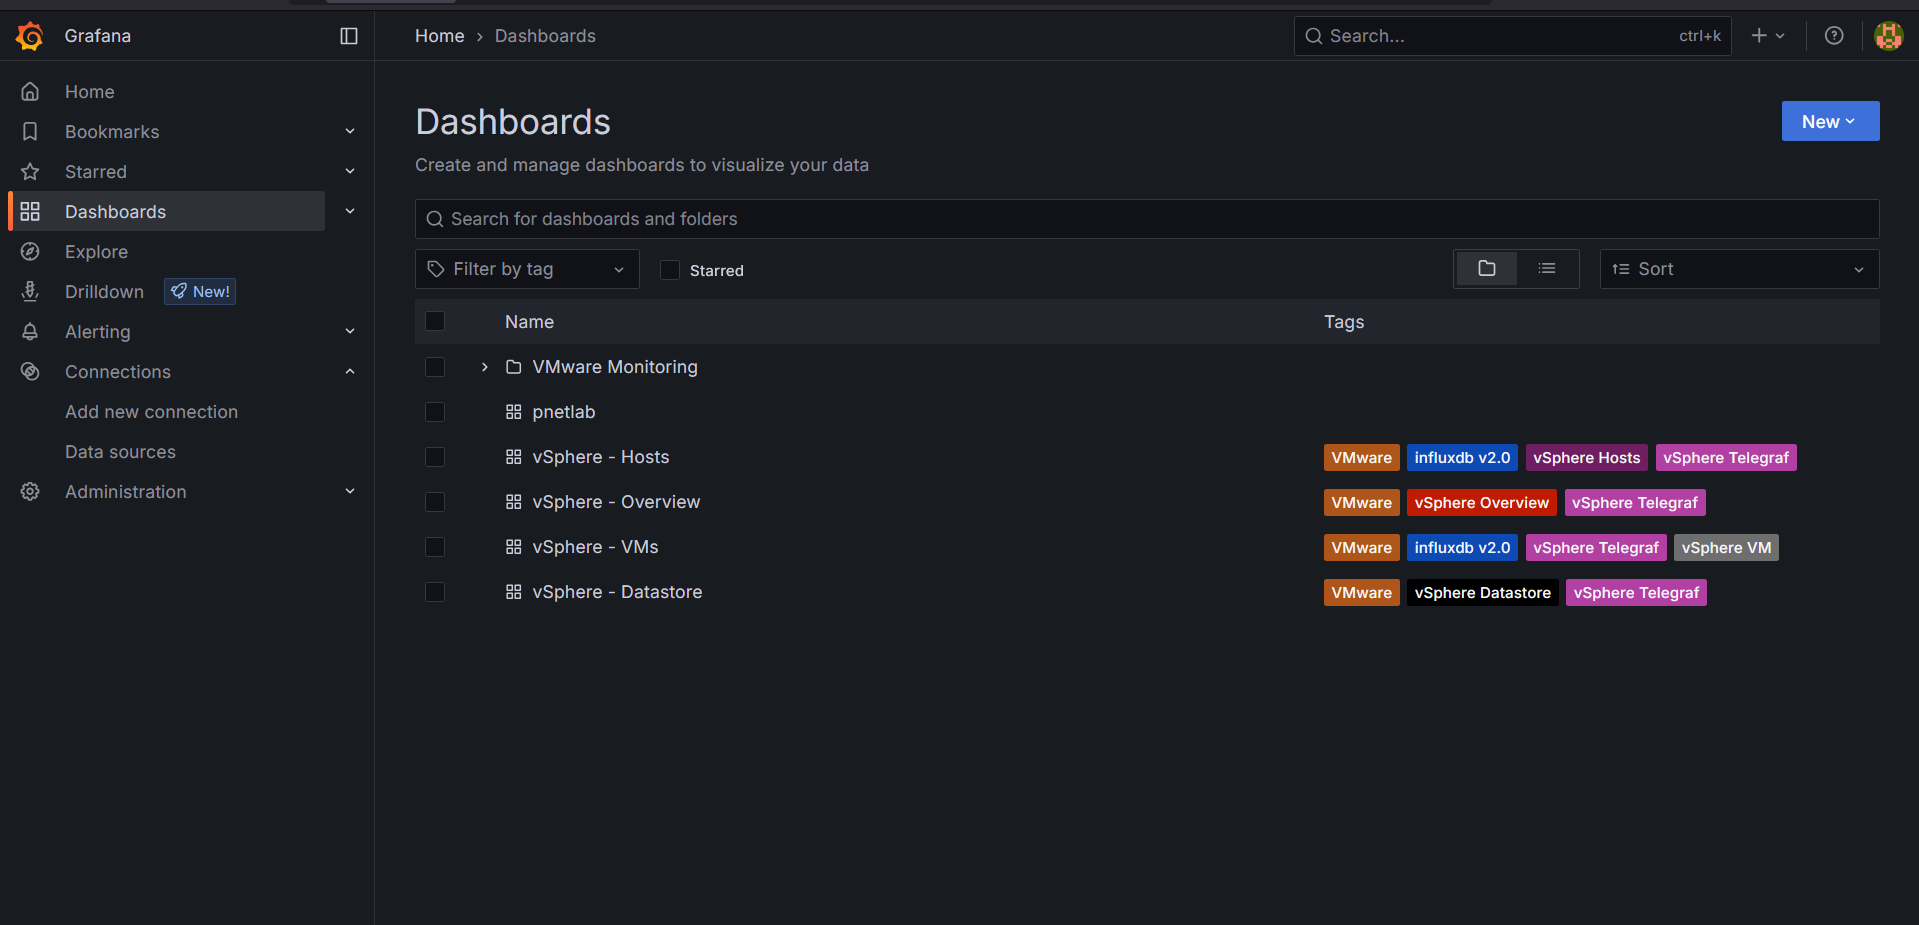 Grafana
Home
Dashboards
Search...
ctrl+k
Home
Bookmarks
Starred
Dashboards
Explore
Drilldown
New!
Alerting
Connections
Add new connection
Data sources
Administration
Dashboards
New
Create and manage dashboards to visualize your data
Search for dashboards and folders
Filter by tag
Starred
Sort
Name
Tags
VMware Monitoring
pnetlab
vSphere - Hosts
VMware
influxdb v2.0
vSphere Hosts
vSphere Telegraf
vSphere - Overview
VMware
vSphere Overview
vSphere Telegraf
vSphere - VMs
VMware
influxdb v2.0
vSphere Telegraf
vSphere VM
vSphere - Datastore
VMware
vSphere Datastore
vSphere Telegraf